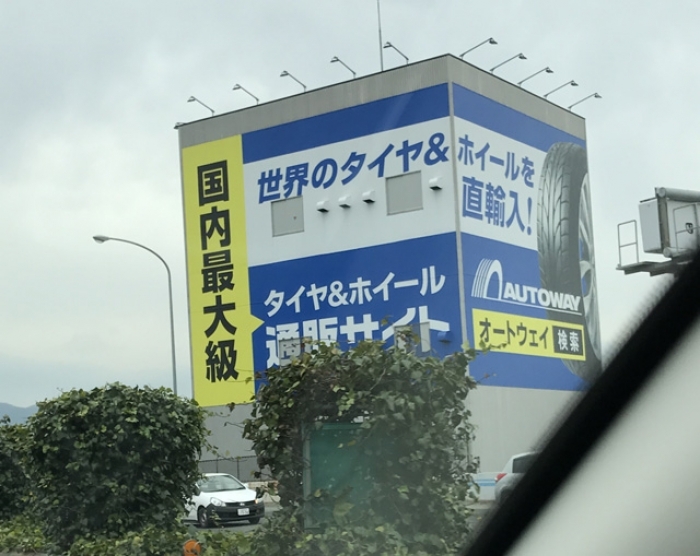 国内最大級
世界のタイヤ&
ホイールを
直輸入!
タイヤ&ホイール
通販サイト
AUTOWAY
オートウェイ 検索